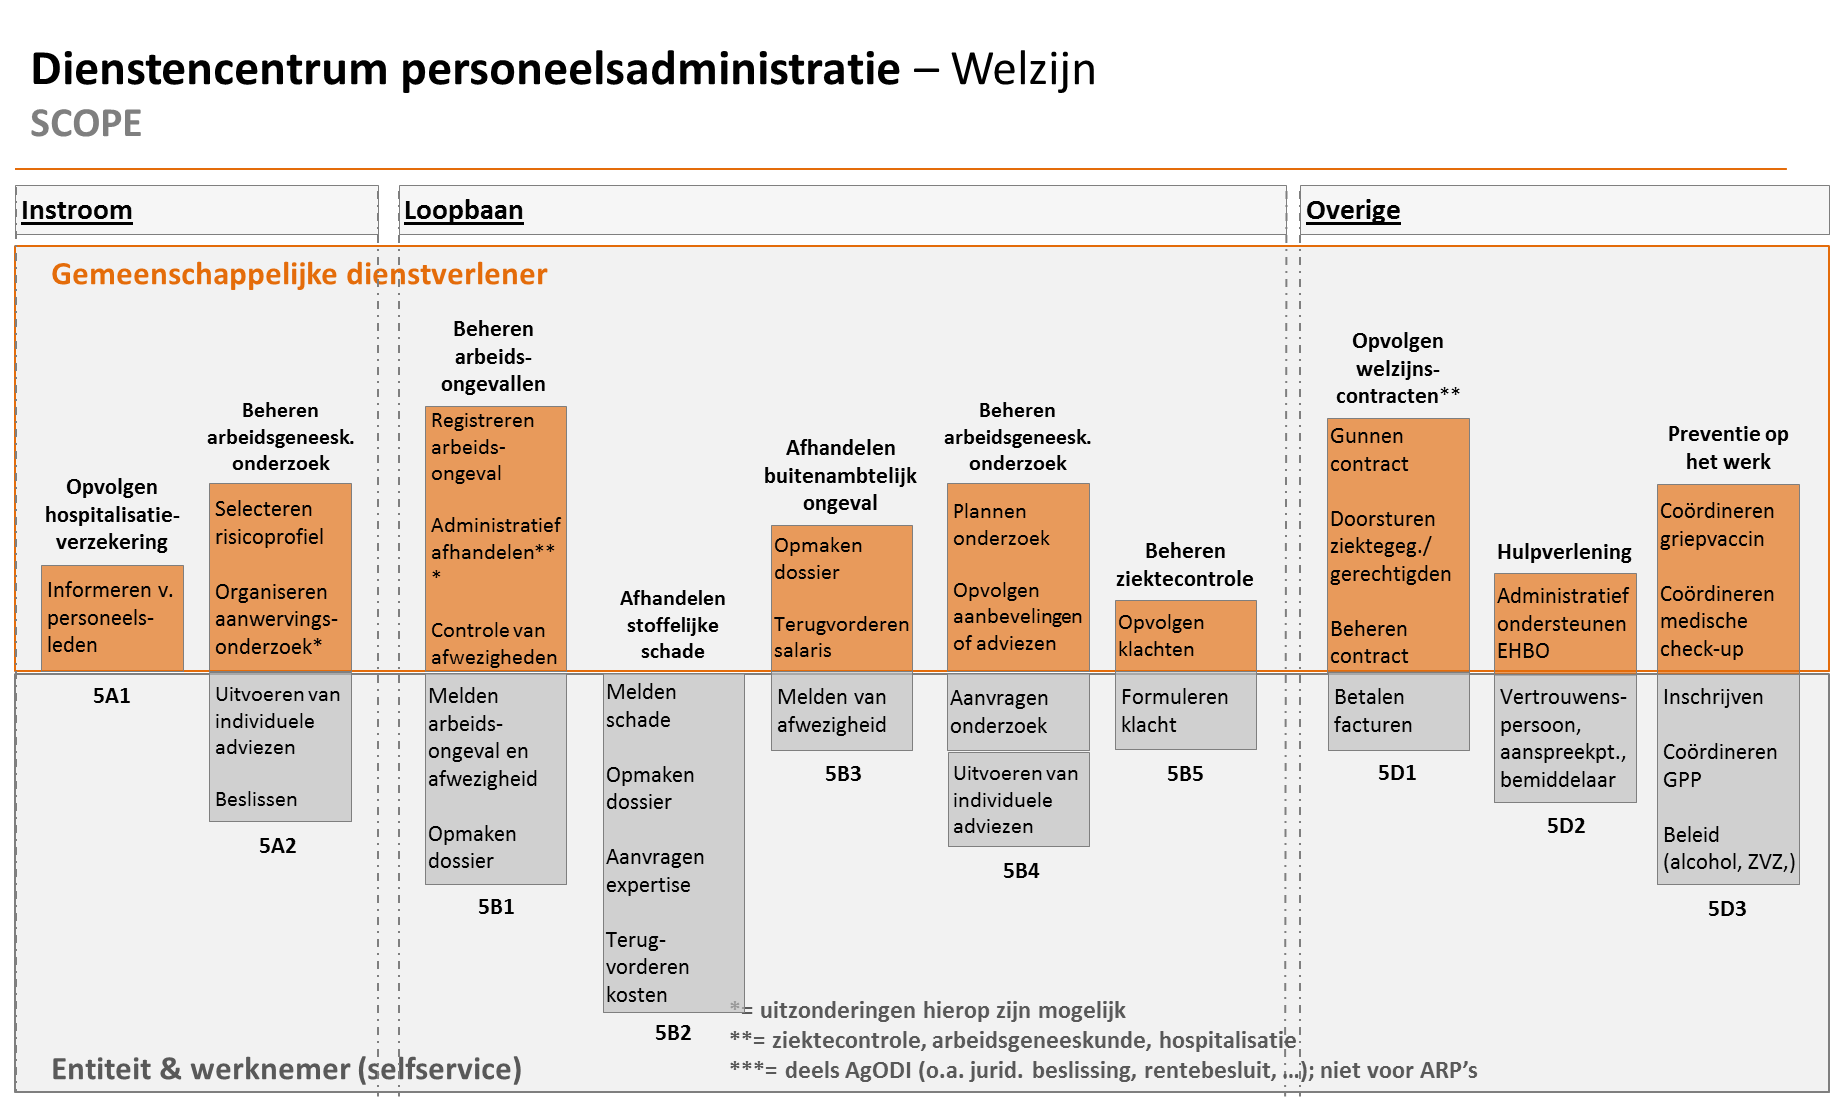 Dienstencentrum personeelsadministratie – Welzijn
SCOPE
Instroom
Loopbaan
Overige
Gemeenschappelijke dienstverlener
Opvolgen
hospitalisatie-
verzekering
Informeren v.
personeels-
leden
5A1
Beheren
arbeidsgeneesk.
onderzoek
Selecteren
risicoprofiel
Organiseren
aanwervings-
onderzoek*
Uitvoeren van
individuele
adviezen
Beslissen
5A2
Beheren
arbeids-
ongevallen
Registreren
arbeids-
ongeval
Administratief
afhandelen**
*
Controle van
afwezigheden
Melden
arbeids-
ongeval en
afwezigheid
Opmaken
dossier
5B1
Afhandelen
stoffelijke
schade
Melden
schade
Opmaken
dossier
Aanvragen
expertise
Terug-
vorderen
kosten
5B2
Afhandelen
buitenambtelijk
ongeval
Opmaken
dossier
Terugvorderen
salaris
Melden van
afwezigheid
5B3
Beheren
arbeidsgeneesk.
onderzoek
Plannen
onderzoek
Opvolgen
aanbevelingen
of adviezen
Aanvragen
onderzoek
Uitvoeren van
individuele
adviezen
5B4
Beheren
ziektecontrole
Opvolgen
klachten
Formuleren
klacht
5B5
Opvolgen
welzijns-
contracten**
Gunnen
contract
Doorsturen
ziektegeg./
gerechtigden
Beheren
contract
Betalen
facturen
5D1
Hulpverlening
Administratief
ondersteunen
EHBO
Vertrouwens-
persoon,
aanspreekpt.,
bemiddelaar
5D2
Preventie op
het werk
Coördineren
griepvaccin
Coördineren
medische
check-up
Inschrijven
Coördineren
GPP
Beleid
(alcohol, ZVZ,)
5D3
*= uitzonderingen hierop zijn mogelijk
**= ziektecontrole, arbeidsgeneeskunde, hospitalisatie
***= deels AgODI (o.a. jurid. beslissing, rentebesluit, …); niet voor ARP’s
Entiteit & werknemer (selfservice)